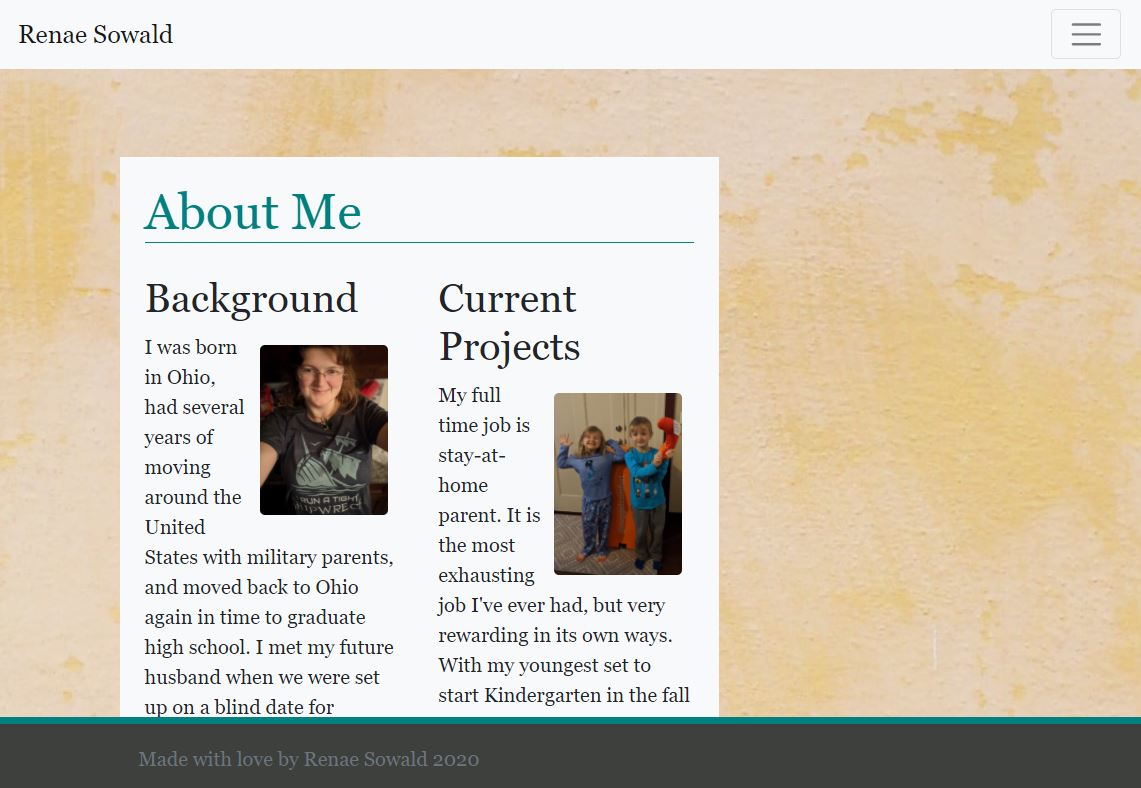 Renae Sowald
About Me
Background
I was born
in Ohio,
had several
years of
moving
around the
United
States with military parents,
and moved back to Ohio
again in time to graduate
high school. I met my future
husband when we were set
up on a blind date for
RUN A TIGHT
SHIPWRECK
Current
Projects
My full
time job is
stay-at-
home
parent. It is
the most
exhausting
job I've ever had, but very
rewarding in its own ways.
With my youngest set to
start Kindergarten in the fall
Made with love by Renae Sowald 2020